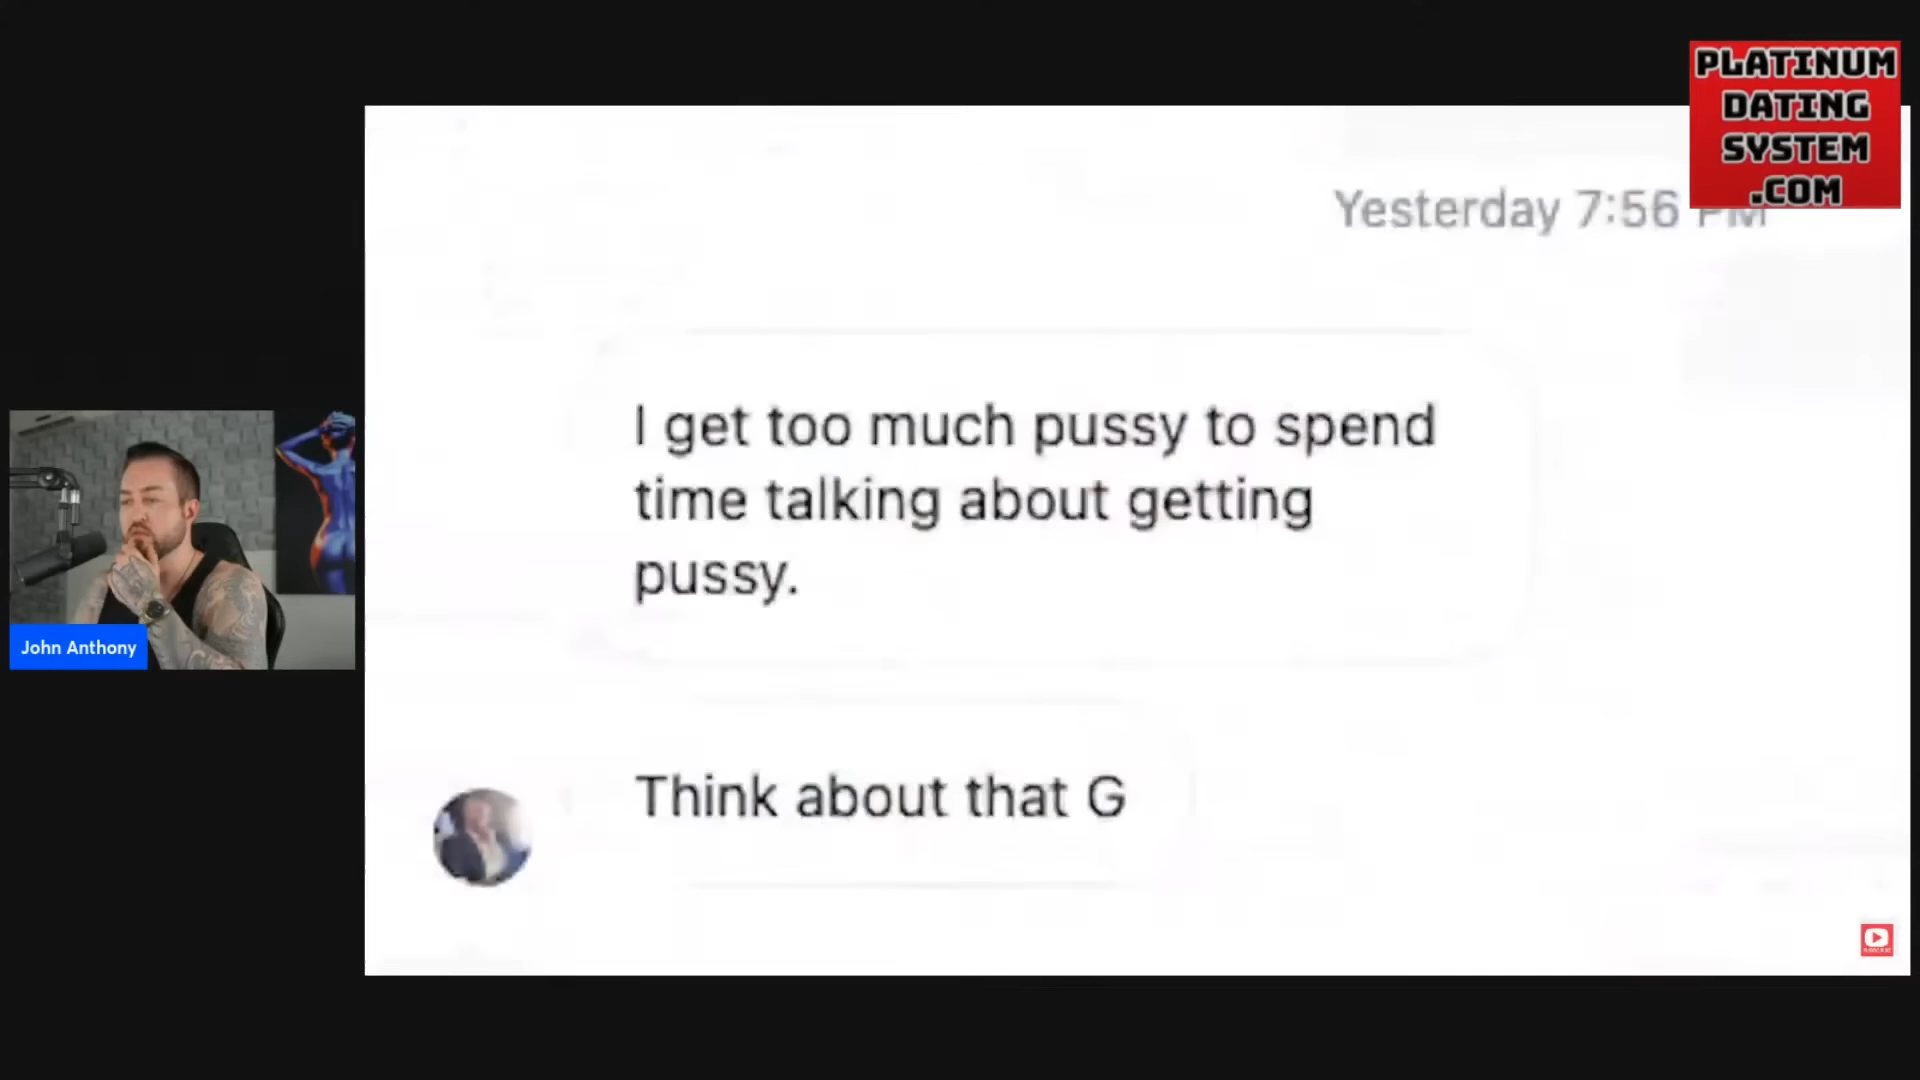 PLATINUM
DATING
SYSTEM
.COM
Yesterday 7:56 PM
I get too much pussy to spend
time talking about getting
pussy.
Think about that G
John Anthony